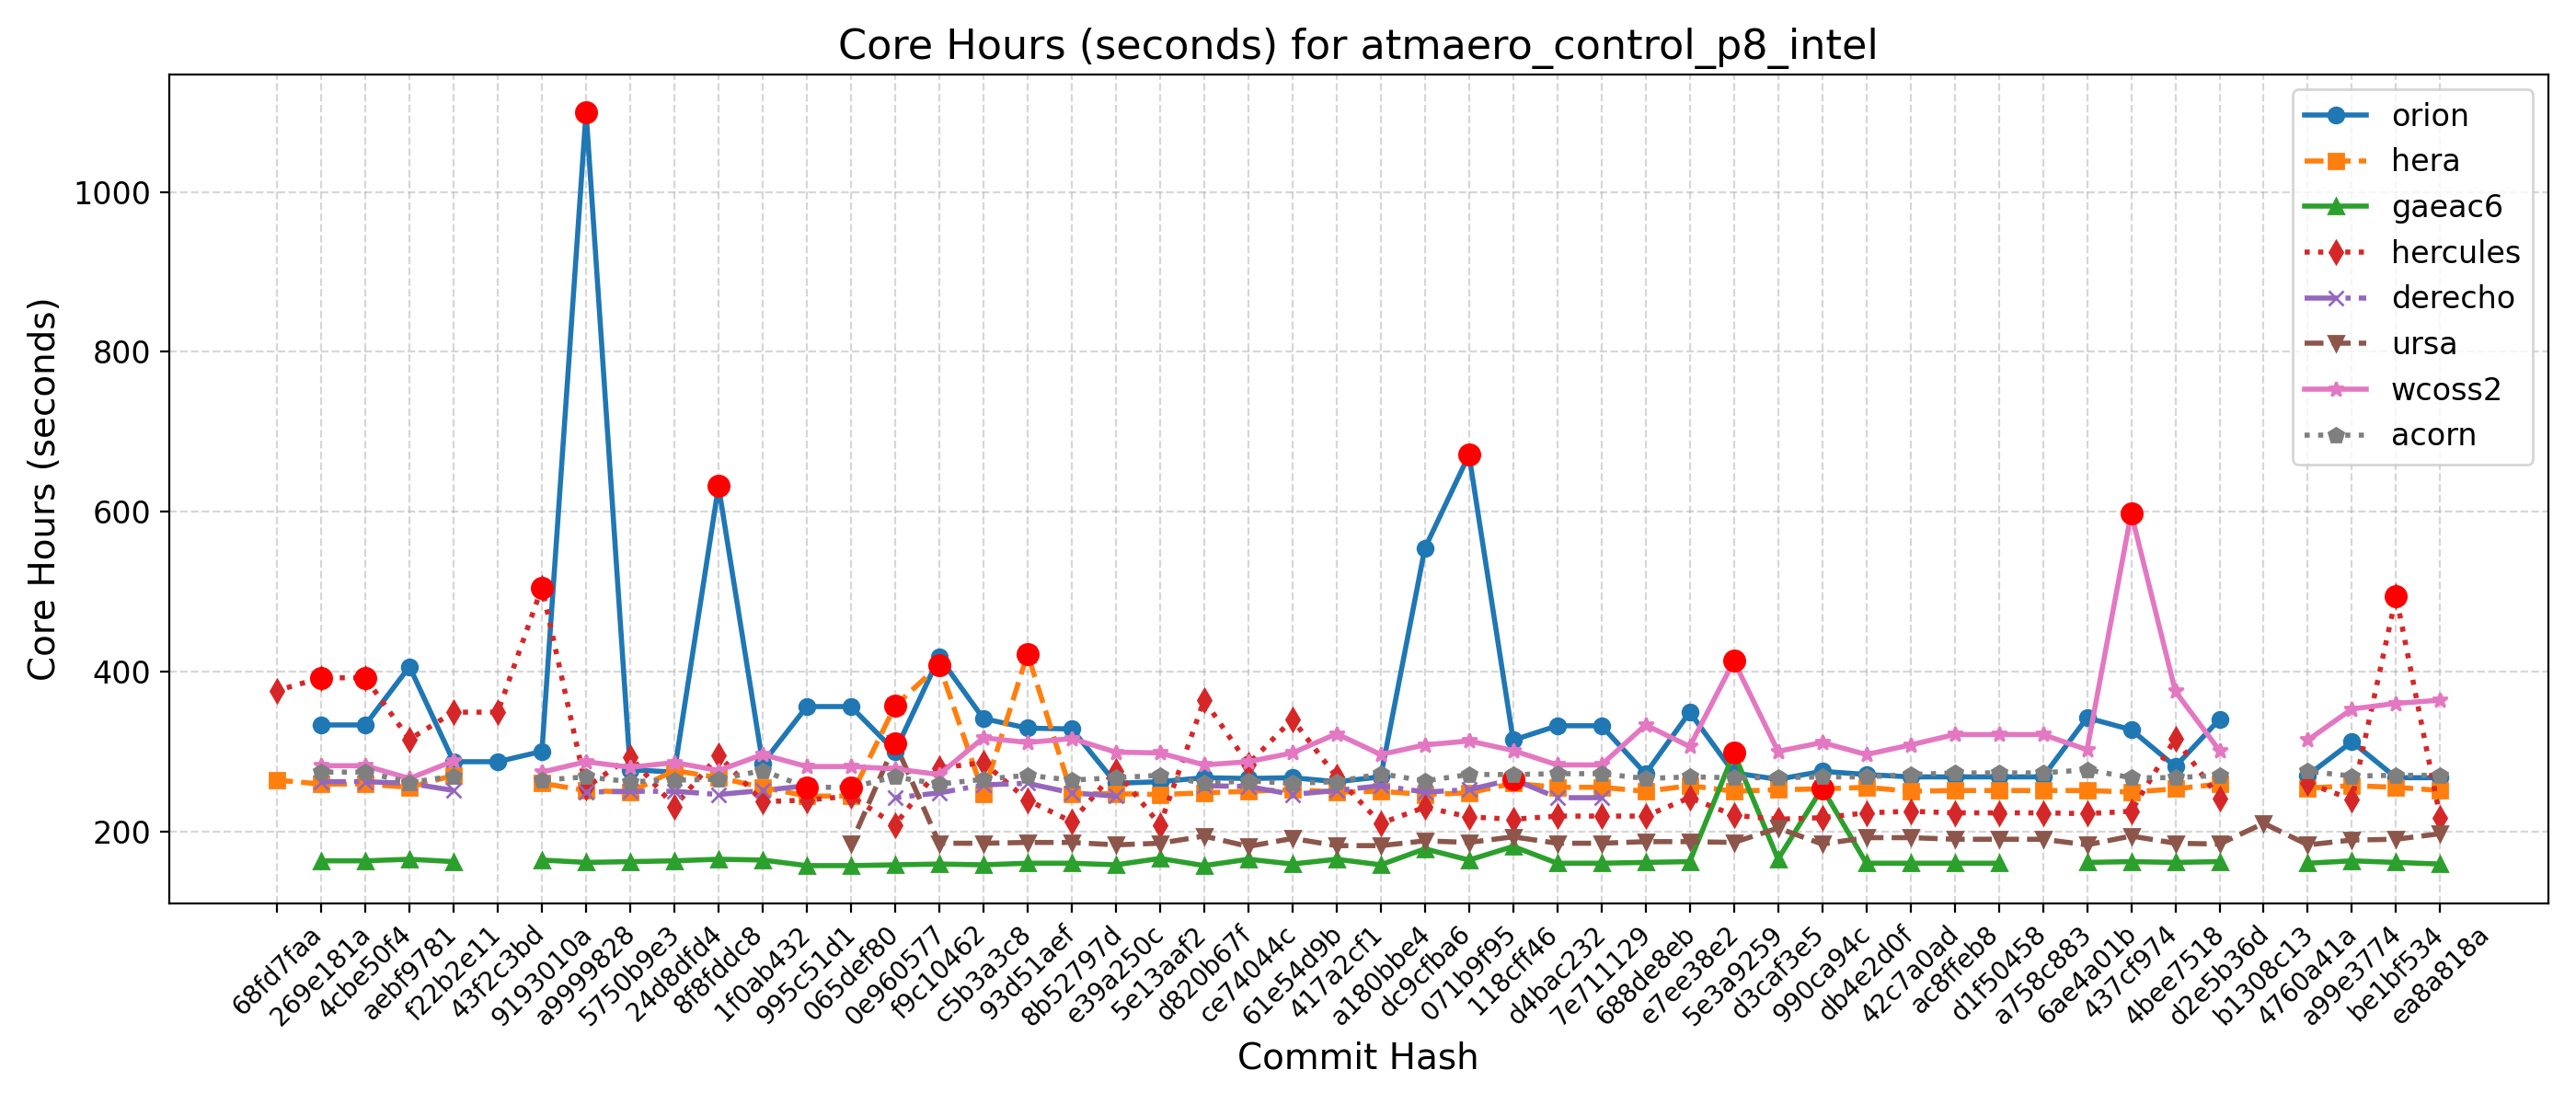 Core Hours (seconds) for atmaero_control_p8_intel
Core Hours (seconds)
1000
800
600
400
200
orion
hera
gaeac6
hercules
derecho
ursa
wcoss2
acorn
68fd7faa
269e181a
4cbe50f4
aebf9781
f22b2e11
43f2c3bd
9193010a
a9999828
5750b9e3
24d8dfd4
8f8fddc8
1f0ab432
995c51d1
065def80
0e960577
f9c10462
c5b3a3c8
93d51aef
8b52797d
e39a250c
5e13aaf2
d820b67f
ce74044c
61e54d9b
417a2cf1
a180bbe4
dc9cfba6
071b9f95
118cff46
d4bac232
7e711129
688de8eb
e7ee38e2
5e3a9259
d3caf3e5
990ca94c
db4e2d0f
42c7a0ad
ac8ffeb8
d1f50458
a758c883
6ae4a01b
437cf974
4bee7518
d2e5b36d
b1308c13
4760a41a
a99e3774
be1bf534
ea8a818a
Commit Hash